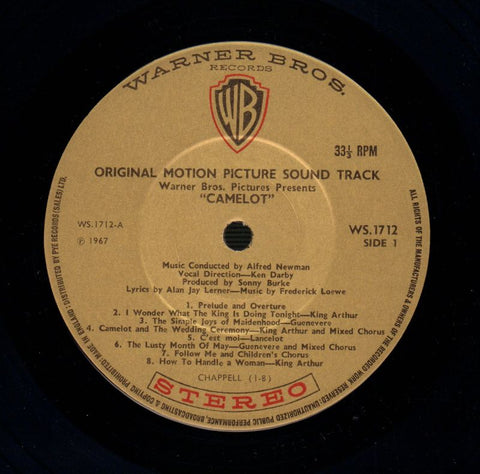 WARNER BROS.
RECORDS
WB
33⅓ RPM
ORIGINAL MOTION PICTURE SOUND TRACK
Warner Bros. Pictures Presents
"CAMELOT"
WS.1712-A
℗ 1967
WS.1712
SIDE 1
Music Conducted by Alfred Newman
Vocal Direction—Ken Darby
Produced by Sonny Burke
Lyrics by Alan Jay Lerner—Music by Frederick Loewe
1. Prelude and Overture
2. I Wonder What The King Is Doing Tonight—King Arthur
3. The Simple Joys of Maidenhood—Guenevere
4. Camelot and The Wedding Ceremony—King Arthur and Mixed Chorus
5. C'est moi—Lancelot
6. The Lusty Month Of May—Guenevere and Mixed Chorus
7. Follow Me and Children's Chorus
8. How To Handle a Woman—King Arthur
CHAPPELL (1-8)
STEREO
ALL RIGHTS OF THE MANUFACTURERS & OWNERS OF THE RECORDED WORK RESERVED; UNAUTHORISED PUBLIC PERFORMANCE, BROADCASTING & COPYING PROHIBITED. MADE IN ENGLAND/DISTRIBUTED BY PYE RECORDS (SALES) LTD.